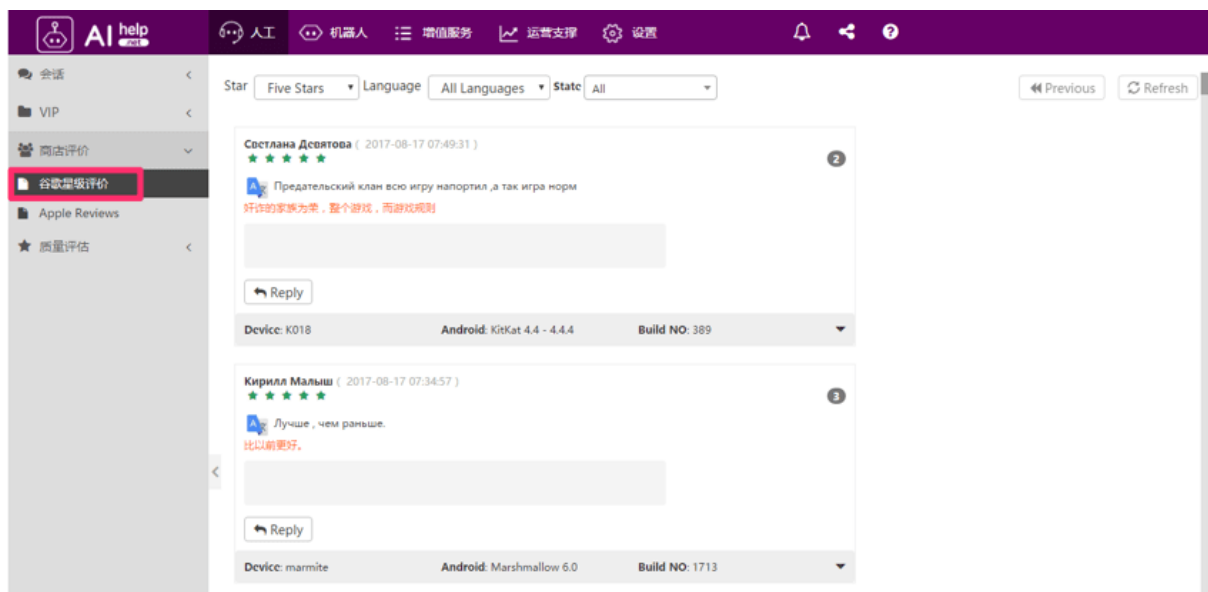 AI help .net 人工 机器人 增值服务 运营支撑 设置
会话
VIP
商店评价
谷歌星级评价
Apple Reviews
质量评估
Star Five Stars Language All Languages State All Previous Refresh
Светлана Девятова ( 2017-08-17 07:49:31 )
2
Предательский клан всю игру напортил ,а так игра норм
奸诈的家族为荣，整个游戏，而游戏规则
Reply
Device: K018 Android: KitKat 4.4 - 4.4.4 Build NO: 389
Кирилл Малыш ( 2017-08-17 07:34:57 )
3
Лучше , чем раньше.
比以前更好。
Reply
Device: marmite Android: Marshmallow 6.0 Build NO: 1713